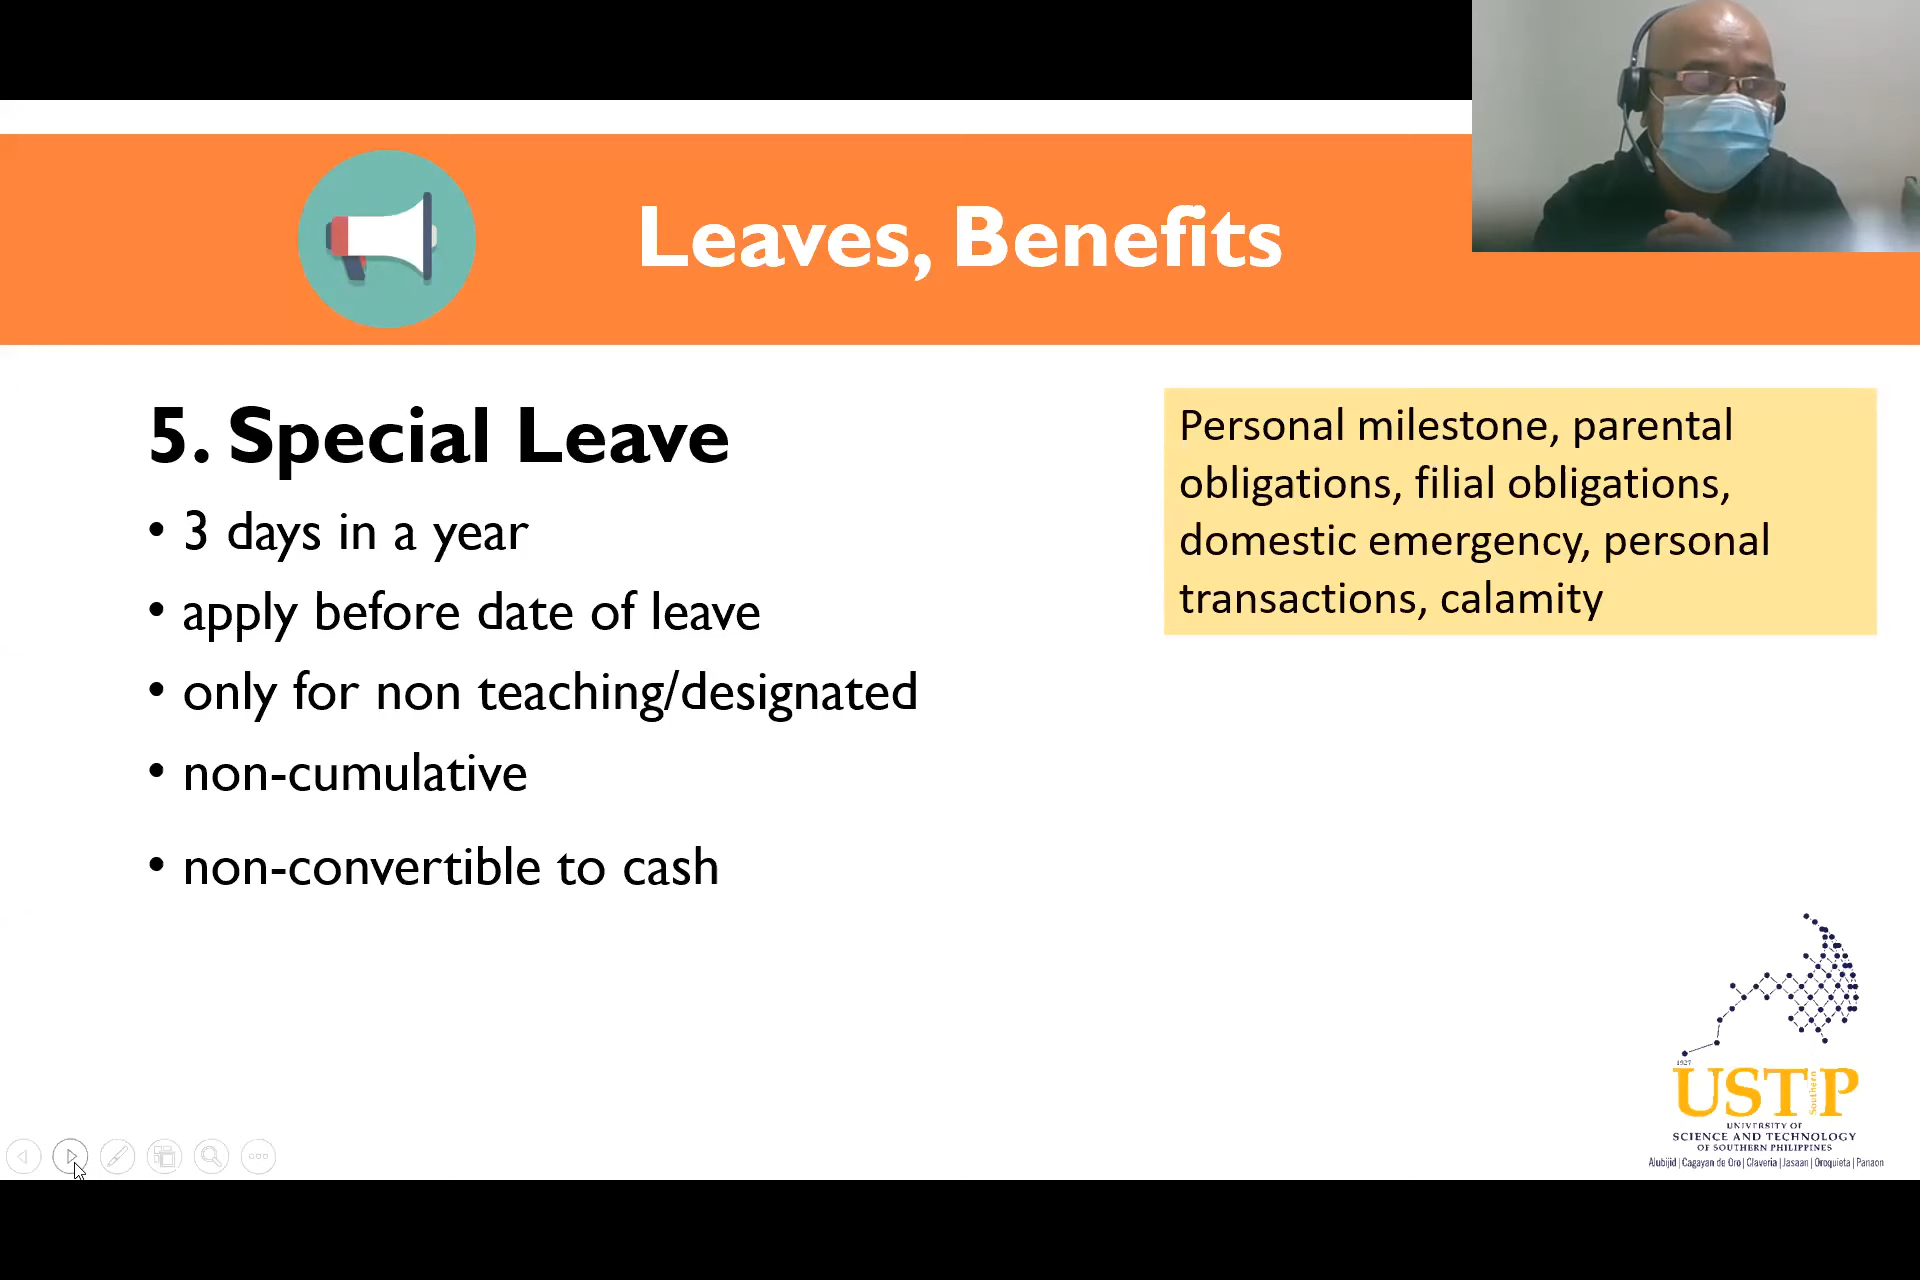 Leaves, Benefits
5. Special Leave
• 3 days in a year
• apply before date of leave
• only for non teaching/designated
• non-cumulative
• non-convertible to cash
Personal milestone, parental
obligations, filial obligations,
domestic emergency, personal
transactions, calamity
1927
USTP
Southern
UNIVERSITY OF
SCIENCE AND TECHNOLOGY
OF SOUTHERN PHILIPPINES
Alubijid | Cagayan de Oro | Claveria | Jasaan | Oroquieta | Panaon